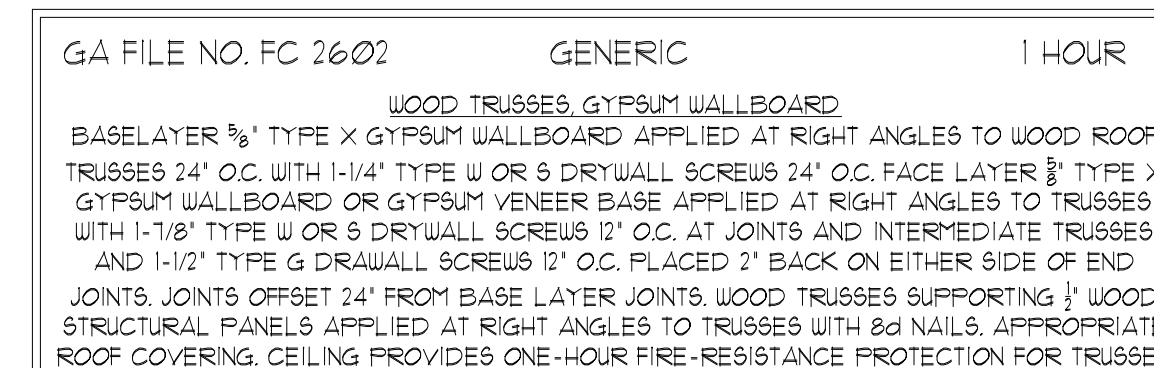 GA FILE NO. FC 2602 GENERIC 1 HOUR
WOOD TRUSSES, GYPSUM WALLBOARD
BASELAYER 5/8" TYPE X GYPSUM WALLBOARD APPLIED AT RIGHT ANGLES TO WOOD ROOF
TRUSSES 24" O.C. WITH 1-1/4" TYPE W OR S DRYWALL SCREWS 24" O.C. FACE LAYER 5/8" TYPE X
GYPSUM WALLBOARD OR GYPSUM VENEER BASE APPLIED AT RIGHT ANGLES TO TRUSSES
WITH 1-7/8" TYPE W OR S DRYWALL SCREWS 12" O.C. AT JOINTS AND INTERMEDIATE TRUSSES
AND 1-1/2" TYPE G DRAWALL SCREWS 12" O.C. PLACED 2" BACK ON EITHER SIDE OF END
JOINTS. JOINTS OFFSET 24" FROM BASE LAYER JOINTS. WOOD TRUSSES SUPPORTING 1/2" WOOD
STRUCTURAL PANELS APPLIED AT RIGHT ANGLES TO TRUSSES WITH 8d NAILS. APPROPRIATE
ROOF COVERING. CEILING PROVIDES ONE-HOUR FIRE-RESISTANCE PROTECTION FOR TRUSSE